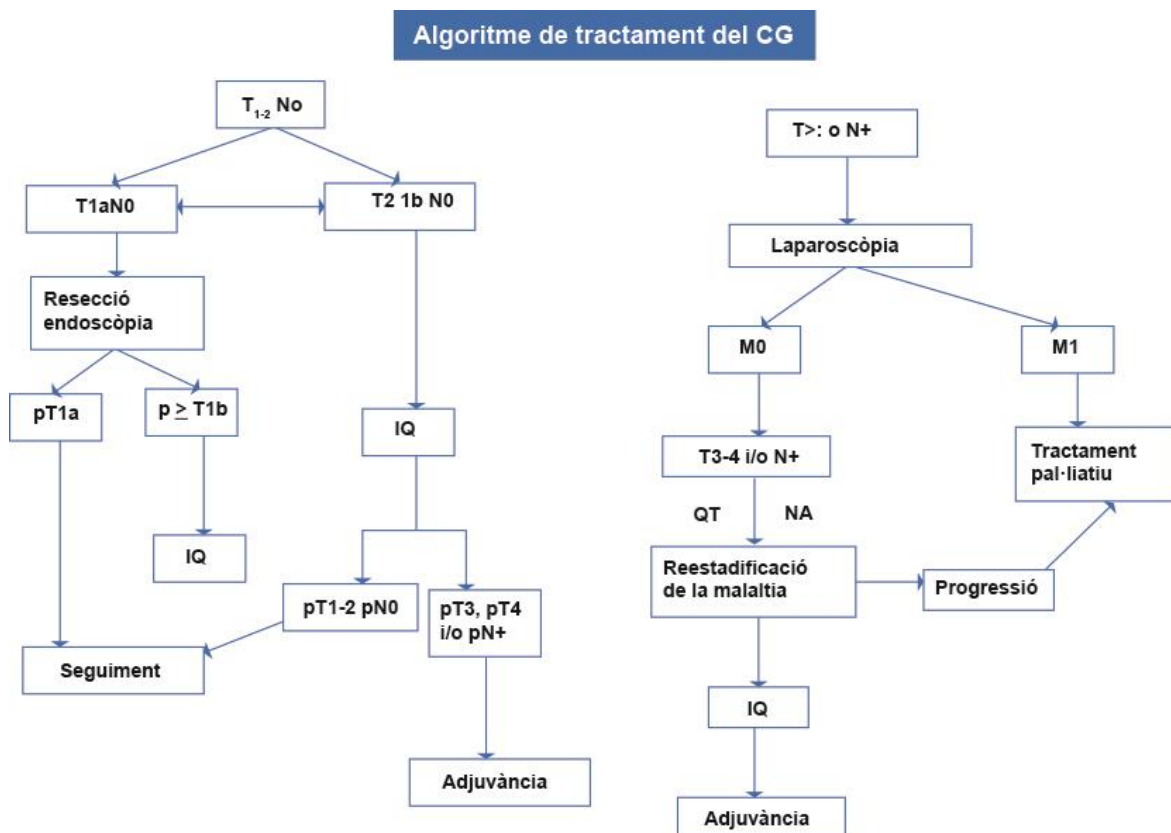 Algoritme de tractament del CG
T1-2 No
T1aN0
T2 1b N0
Resecció
endoscòpia
pT1a
p ≥ T1b
IQ
IQ
pT1-2 pN0
pT3, pT4
i/o pN+
Seguiment
Adjuvància
T>: o N+
Laparoscòpia
M0
M1
T3-4 i/o N+
Tractament
pal·liatiu
QT NA
Reestadificació
de la malaltia
Progressió
IQ
Adjuvància